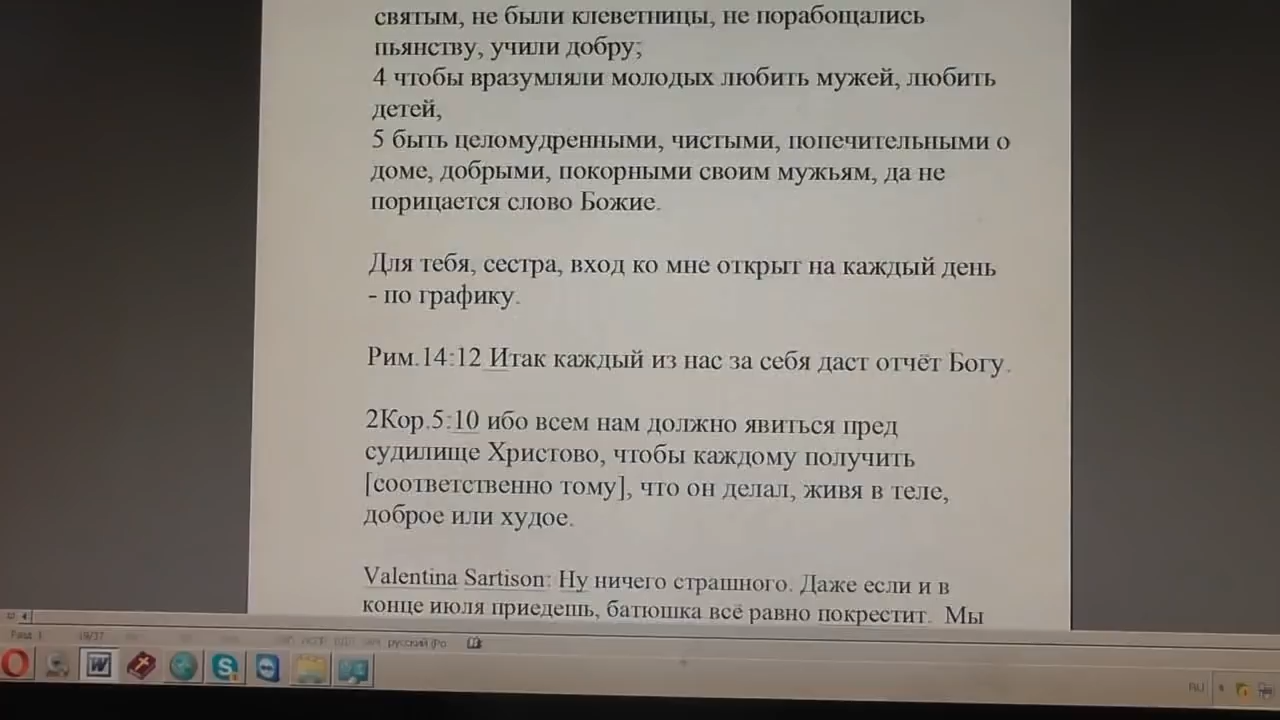 святым, не были клеветницы, не порабощались
пьянству, учили добру;
4 чтобы вразумляли молодых любить мужей, любить
детей,
5 быть целомудренными, чистыми, попечительными о
доме, добрыми, покорными своим мужьям, да не
порицается слово Божие.
Для тебя, сестра, вход ко мне открыт на каждый день
- по графику.
Рим.14:12 Итак каждый из нас за себя даст отчёт Богу.
2Кор.5:10 ибо всем нам должно явиться пред
судилище Христово, чтобы каждому получить
[соответственно тому], что он делал, живя в теле,
доброе или худое.
Valentina Sartison: Ну ничего страшного. Даже если и в
конце июля приедешь, батюшка всё равно покрестит. Мы
Разд 1 19/37 русский (Ро
RU